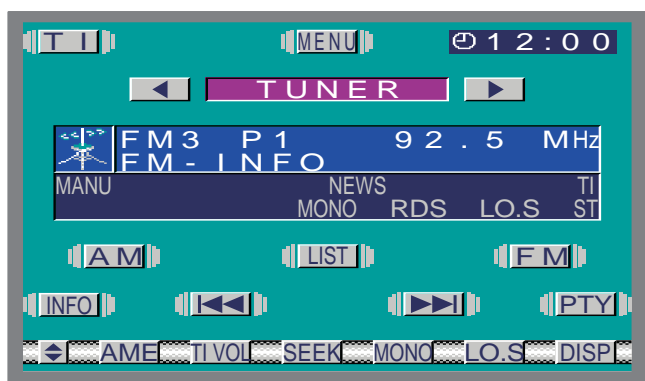 TI MENU 12:00
TUNER
FM3 P1 92.5 MHz
FM-INFO
MANU NEWS TI
MONO RDS LO.S ST
AM LIST FM
INFO PTY
AME TI VOL SEEK MONO LO.S DISP